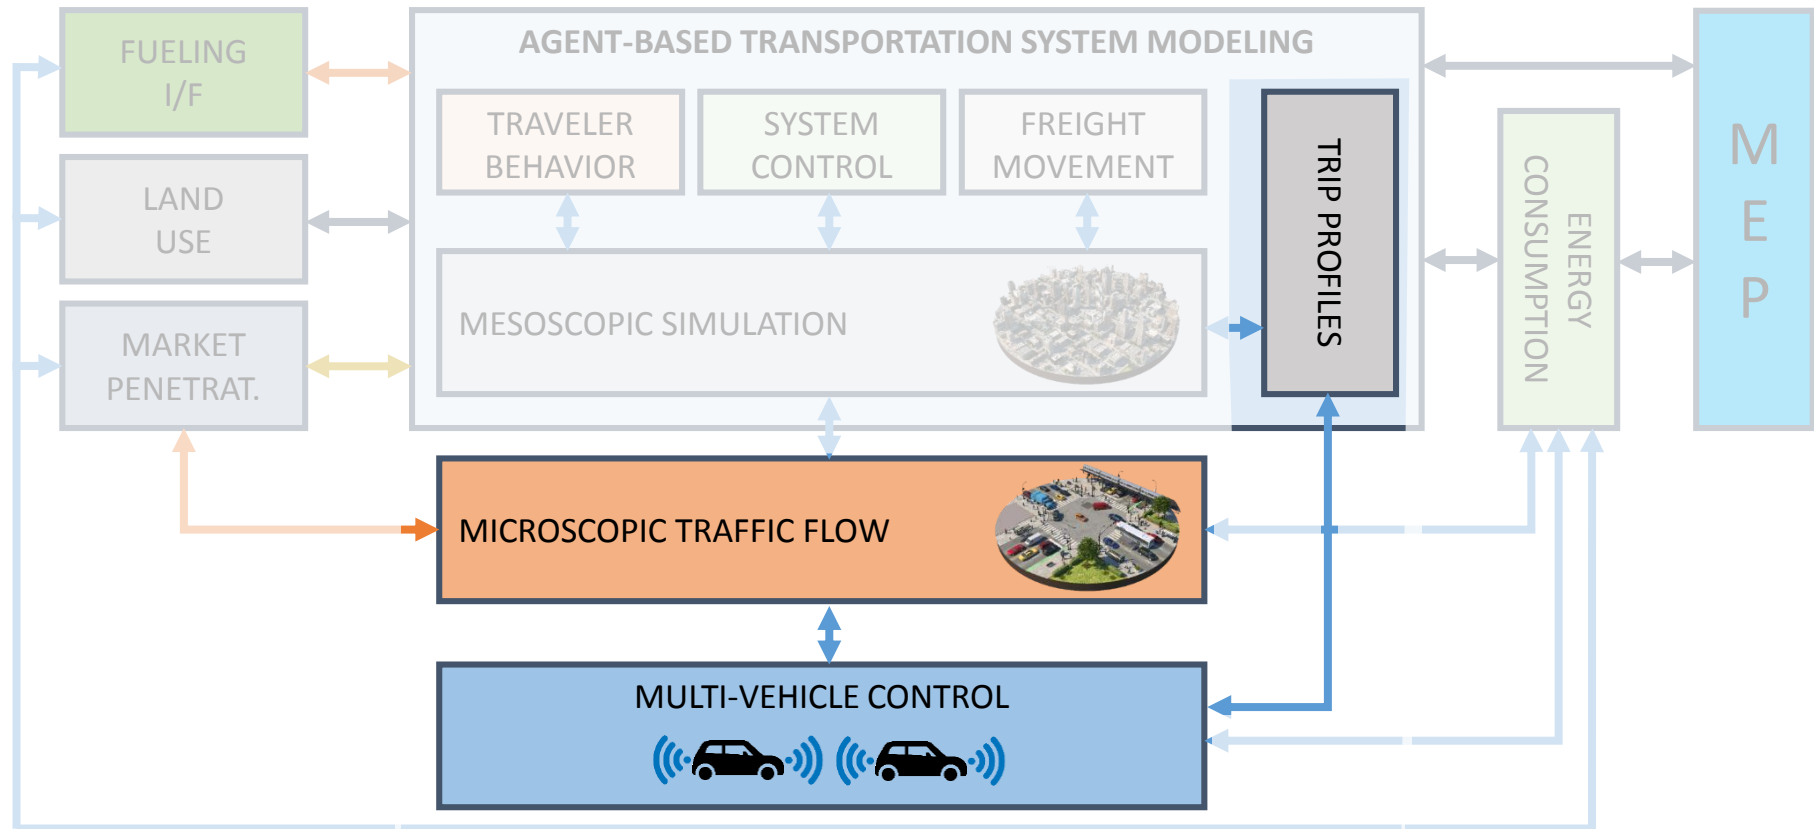 AGENT-BASED TRANSPORTATION SYSTEM MODELING
FUELING
I/F
LAND
USE
MARKET
PENETRAT.
TRAVELER
BEHAVIOR
SYSTEM
CONTROL
FREIGHT
MOVEMENT
MESOSCOPIC SIMULATION
TRIP PROFILES
ENERGY
CONSUMPTION
M
E
P
MICROSCOPIC TRAFFIC FLOW
MULTI-VEHICLE CONTROL